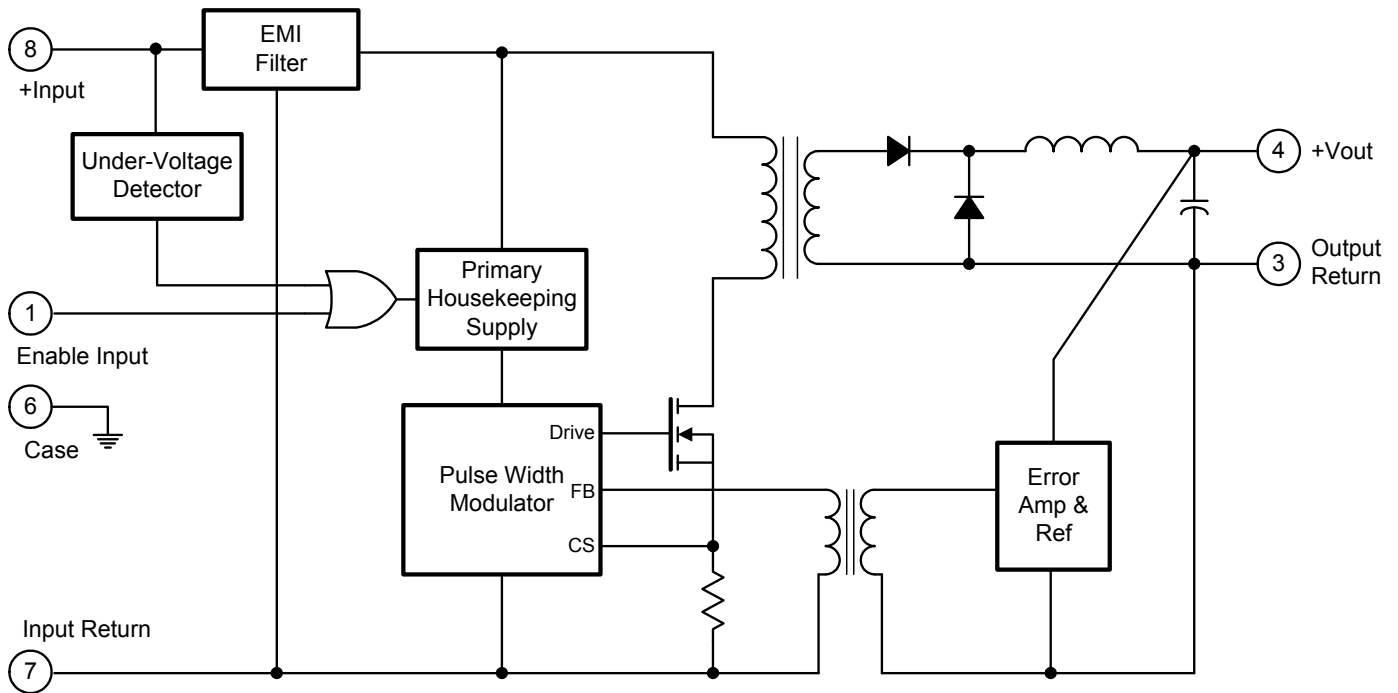 8
+Input
EMI
Filter
Under-Voltage
Detector
4
+Vout
3
Output
Return
Primary
Housekeeping
Supply
1
Enable Input
6
Case
Drive
Pulse Width
Modulator
FB
CS
Error
Amp &
Ref
Input Return
7